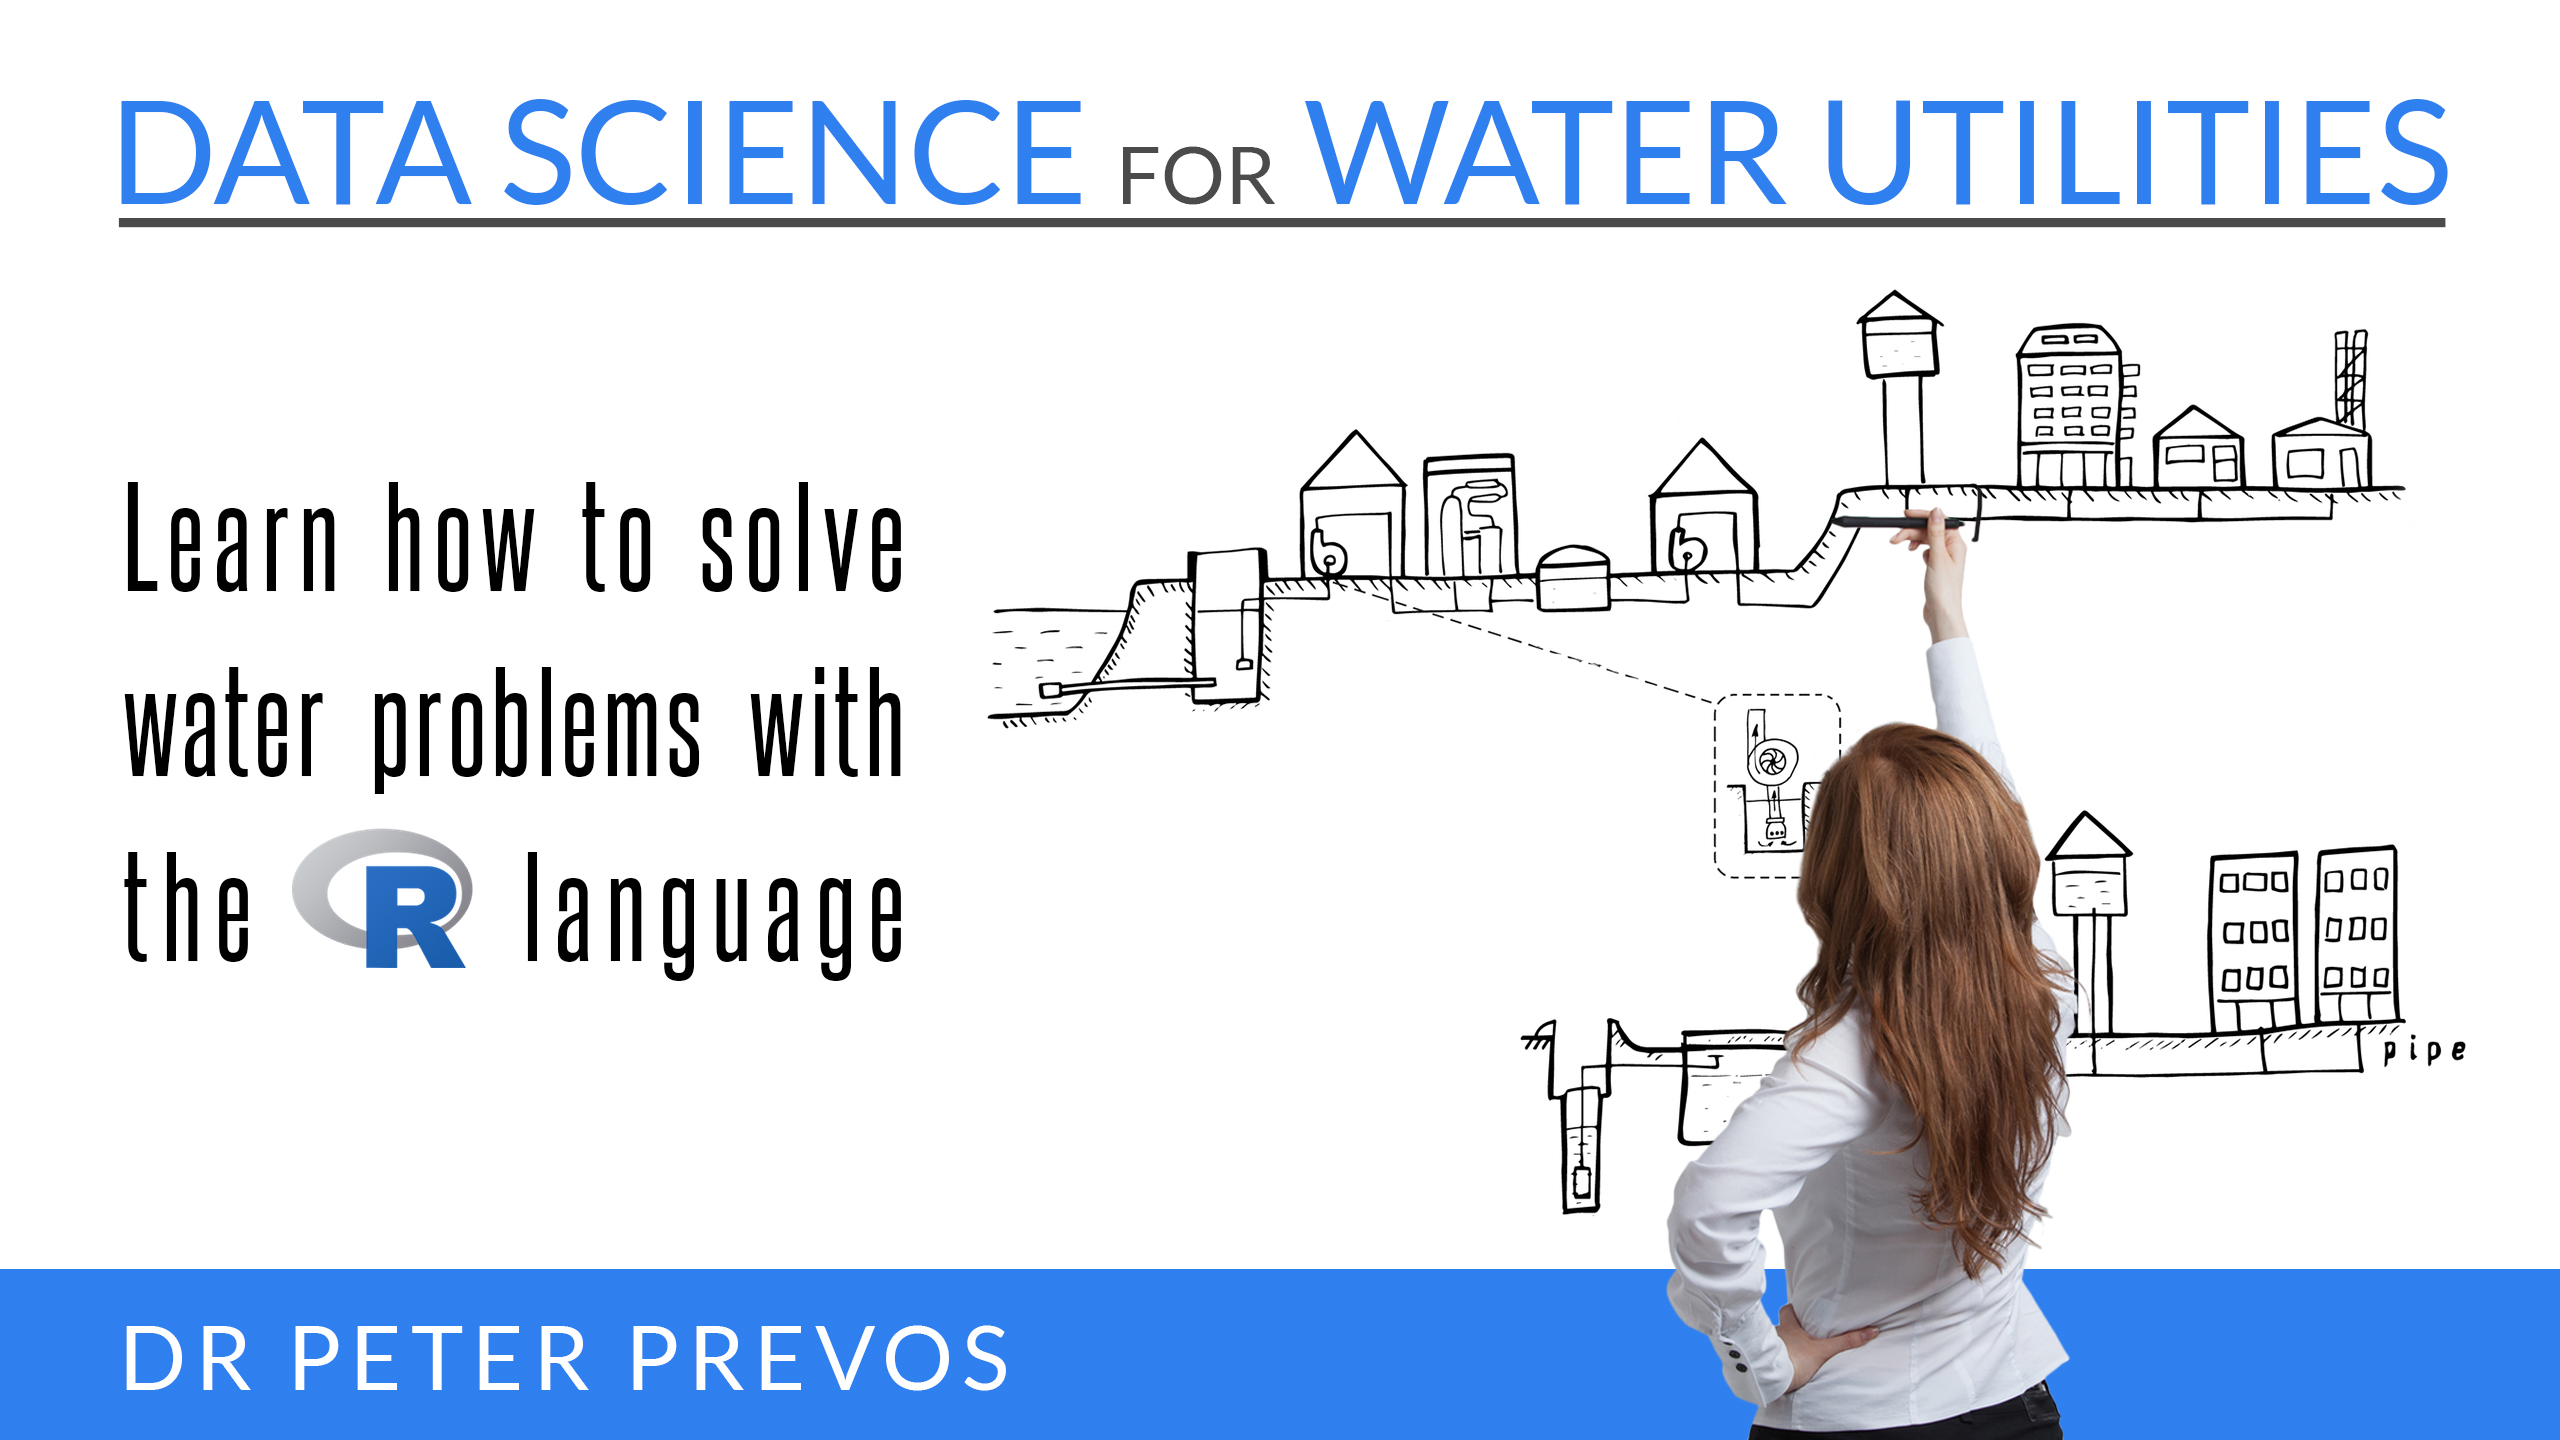 DATA SCIENCE FOR WATER UTILITIES
Learn how to solve
water problems with
the R language
pipe
DR PETER PREVOS